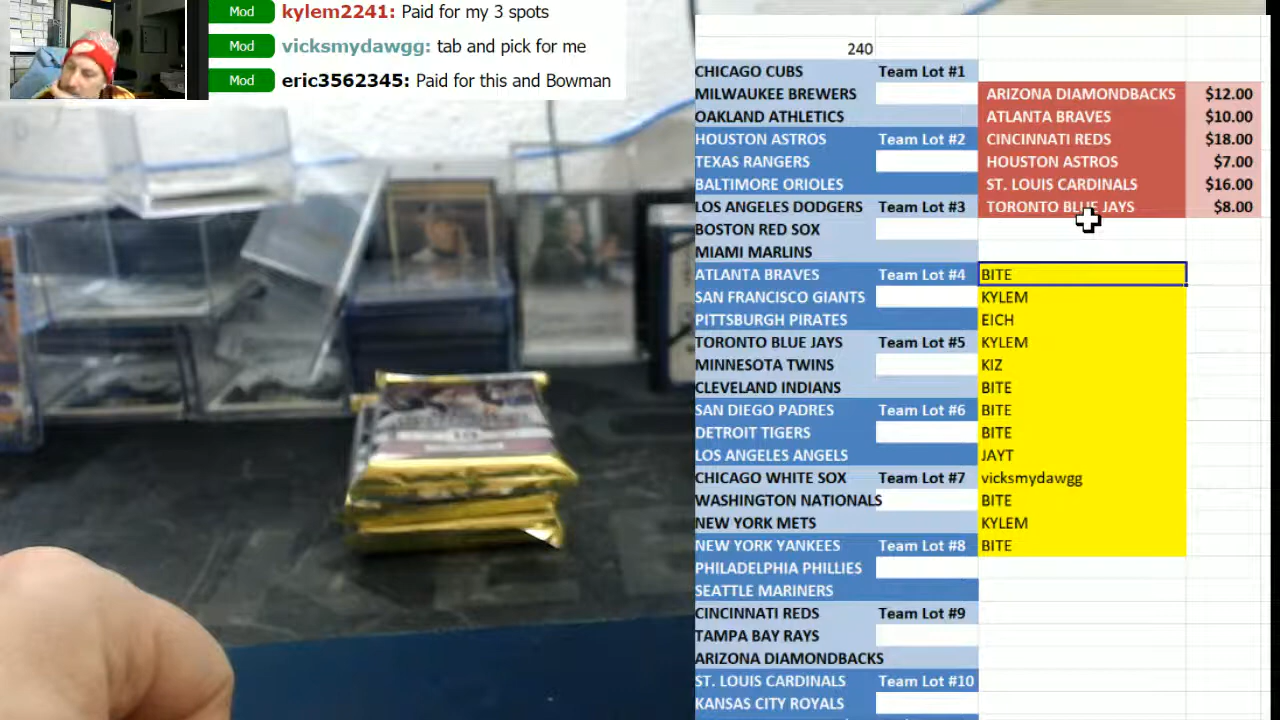 Mod kylem2241: Paid for my 3 spots
Mod vicksmydawgg: tab and pick for me
Mod eric3562345: Paid for this and Bowman
240
CHICAGO CUBS Team Lot #1
MILWAUKEE BREWERS ARIZONA DIAMONDBACKS $12.00
OAKLAND ATHLETICS ATLANTA BRAVES $10.00
HOUSTON ASTROS Team Lot #2 CINCINNATI REDS $18.00
TEXAS RANGERS HOUSTON ASTROS $7.00
BALTIMORE ORIOLES ST. LOUIS CARDINALS $16.00
LOS ANGELES DODGERS Team Lot #3 TORONTO BLUE JAYS $8.00
BOSTON RED SOX
MIAMI MARLINS
ATLANTA BRAVES Team Lot #4 BITE
SAN FRANCISCO GIANTS KYLEM
PITTSBURGH PIRATES EICH
TORONTO BLUE JAYS Team Lot #5 KYLEM
MINNESOTA TWINS KIZ
CLEVELAND INDIANS BITE
SAN DIEGO PADRES Team Lot #6 BITE
DETROIT TIGERS BITE
LOS ANGELES ANGELS JAYT
CHICAGO WHITE SOX Team Lot #7 vicksmydawgg
WASHINGTON NATIONALS BITE
NEW YORK METS KYLEM
NEW YORK YANKEES Team Lot #8 BITE
PHILADELPHIA PHILLIES
SEATTLE MARINERS
CINCINNATI REDS Team Lot #9
TAMPA BAY RAYS
ARIZONA DIAMONDBACKS
ST. LOUIS CARDINALS Team Lot #10
KANSAS CITY ROYALS